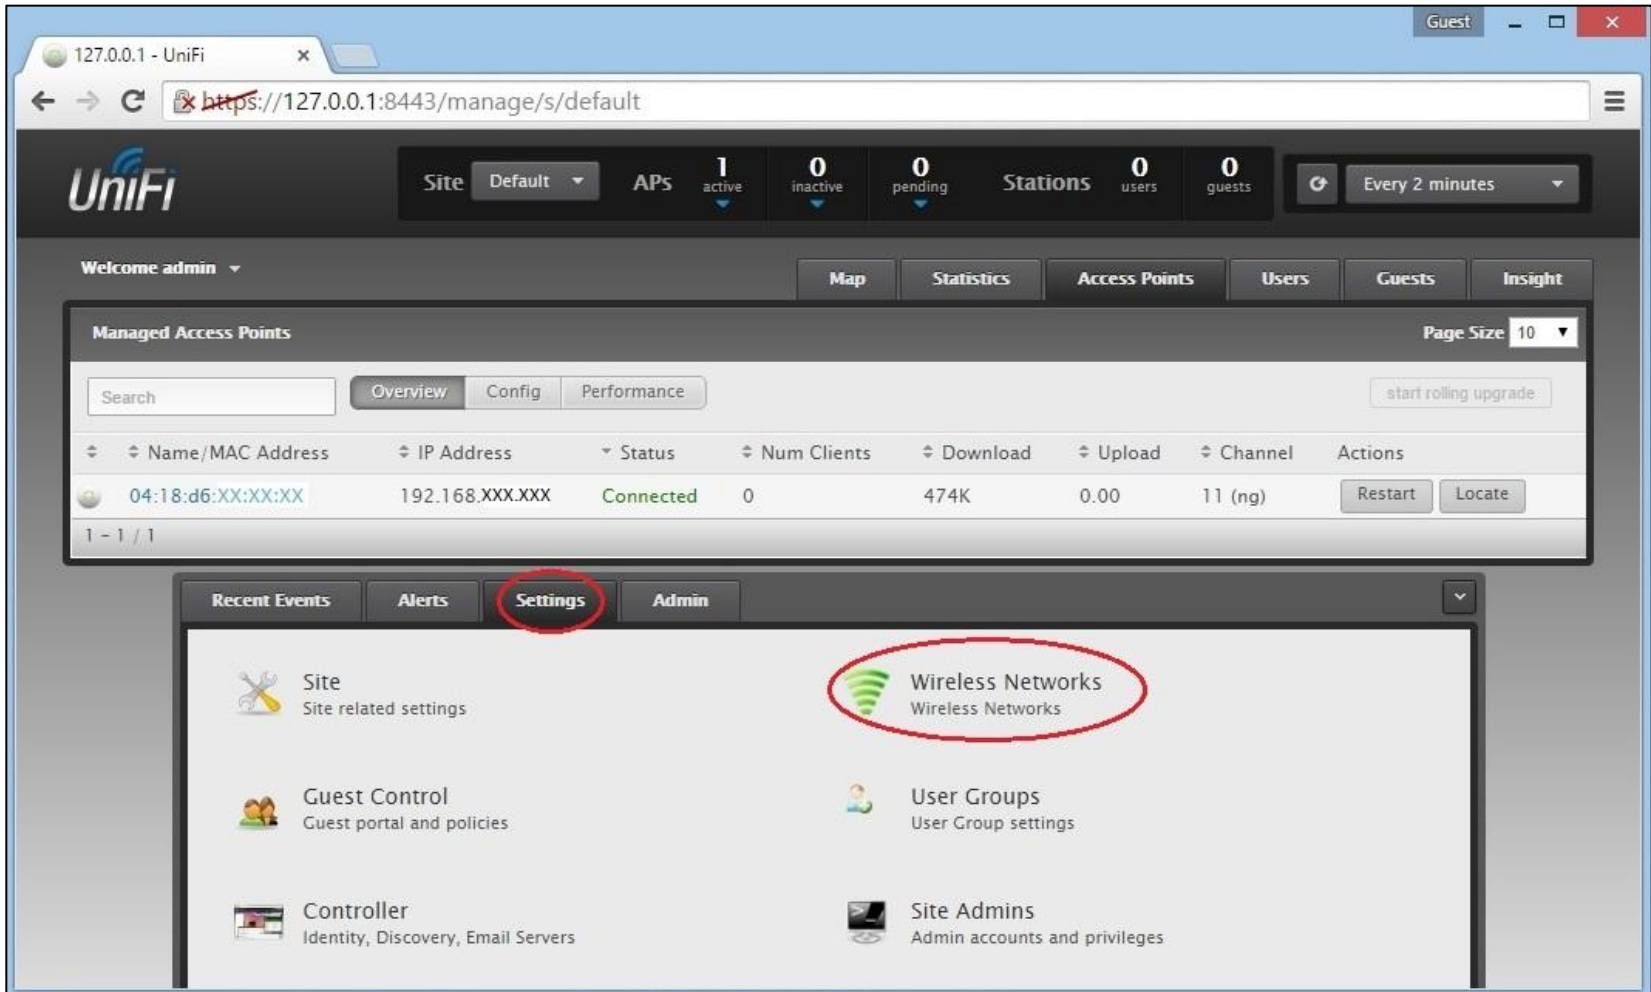 Guest
127.0.0.1 - UniFi
https://127.0.0.1:8443/manage/s/default
UniFi
Site Default APs 1 active 0 inactive 0 pending Stations 0 users 0 guests Every 2 minutes
Welcome admin
Map Statistics Access Points Users Guests Insight
Managed Access Points Page Size 10
Search Overview Config Performance start rolling upgrade
Name/MAC Address IP Address Status Num Clients Download Upload Channel Actions
04:18:d6:XX:XX:XX 192.168.XXX.XXX Connected 0 474K 0.00 11 (ng) Restart Locate
1 - 1 / 1
Recent Events Alerts Settings Admin
Site
Site related settings
Wireless Networks
Wireless Networks
Guest Control
Guest portal and policies
User Groups
User Group settings
Controller
Identity, Discovery, Email Servers
Site Admins
Admin accounts and privileges